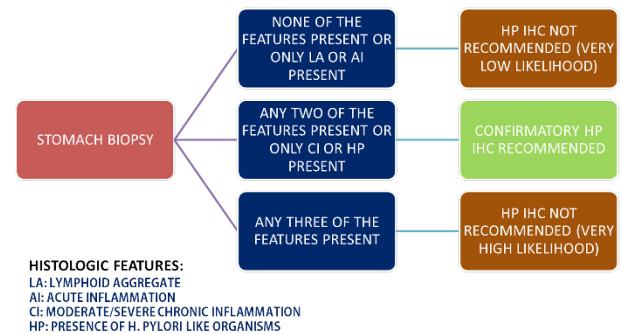 NONE OF THE
FEATURES PRESENT OR
ONLY LA OR AI
PRESENT
HP IHC NOT
RECOMMENDED (VERY
LOW LIKELIHOOD)
STOMACH BIOPSY
ANY TWO OF THE
FEATURES PRESENT OR
ONLY CI OR HP
PRESENT
CONFIRMATORY HP
IHC RECOMMENDED
ANY THREE OF THE
FEATURES PRESENT
HP IHC NOT
RECOMMENDED (VERY
HIGH LIKELIHOOD)
HISTOLOGIC FEATURES:
LA: LYMPHOID AGGREGATE
AI: ACUTE INFLAMMATION
CI: MODERATE/SEVERE CHRONIC INFLAMMATION
HP: PRESENCE OF H. PYLORI LIKE ORGANISMS